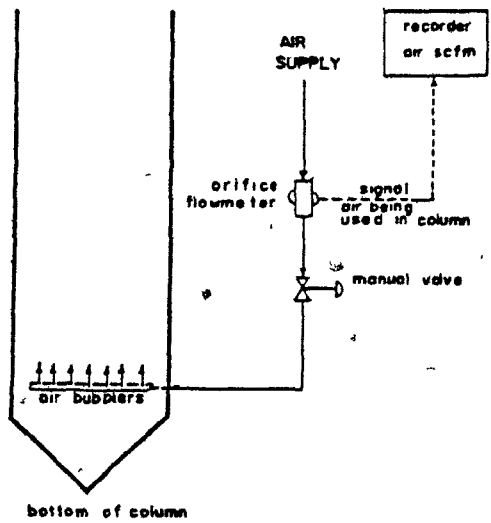 recorder
air scfm
AIR
SUPPLY
orifice
flowmeter
signal
air being
used in column
manual valve
air bubblers
bottom of column